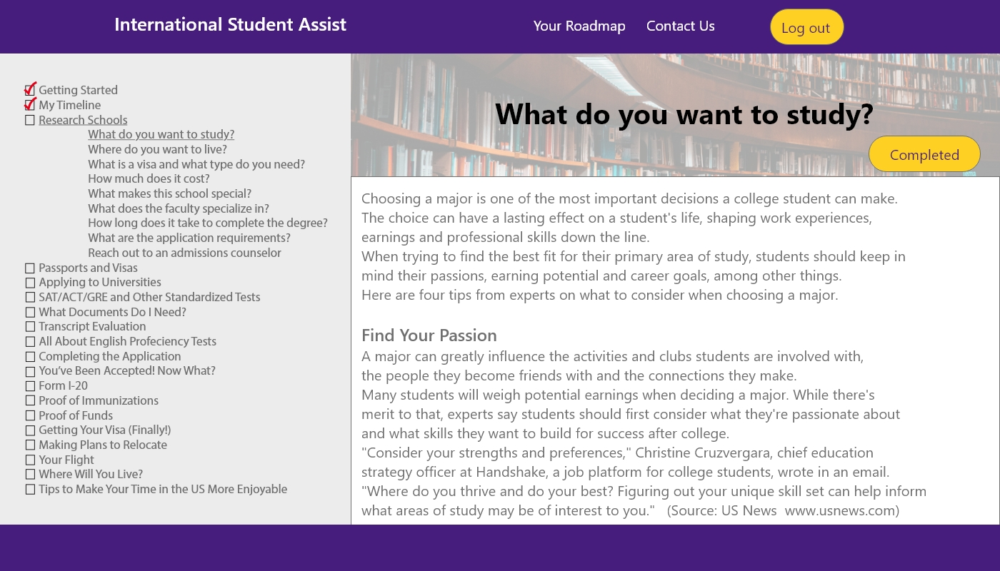 International Student Assist
Your Roadmap
Contact Us
Log out
Getting Started
My Timeline
Research Schools
What do you want to study?
Where do you want to live?
What is a visa and what type do you need?
How much does it cost?
What makes this school special?
What does the faculty specialize in?
How long does it take to complete the degree?
What are the application requirements?
Reach out to an admissions counselor
Passports and Visas
Applying to Universities
SAT/ACT/GRE and Other Standardized Tests
What Documents Do I Need?
Transcript Evaluation
All About English Profeciency Tests
Completing the Application
You’ve Been Accepted! Now What?
Form I-20
Proof of Immunizations
Proof of Funds
Getting Your Visa (Finally!)
Making Plans to Relocate
Your Flight
Where Will You Live?
Tips to Make Your Time in the US More Enjoyable
What do you want to study?
Completed
Choosing a major is one of the most important decisions a college student can make.
The choice can have a lasting effect on a student's life, shaping work experiences,
earnings and professional skills down the line.
When trying to find the best fit for their primary area of study, students should keep in
mind their passions, earning potential and career goals, among other things.
Here are four tips from experts on what to consider when choosing a major.
Find Your Passion
A major can greatly influence the activities and clubs students are involved with,
the people they become friends with and the connections they make.
Many students will weigh potential earnings when deciding a major. While there's
merit to that, experts say students should first consider what they're passionate about
and what skills they want to build for success after college.
"Consider your strengths and preferences," Christine Cruzvergara, chief education
strategy officer at Handshake, a job platform for college students, wrote in an email.
"Where do you thrive and do your best? Figuring out your unique skill set can help inform
what areas of study may be of interest to you." (Source: US News www.usnews.com)